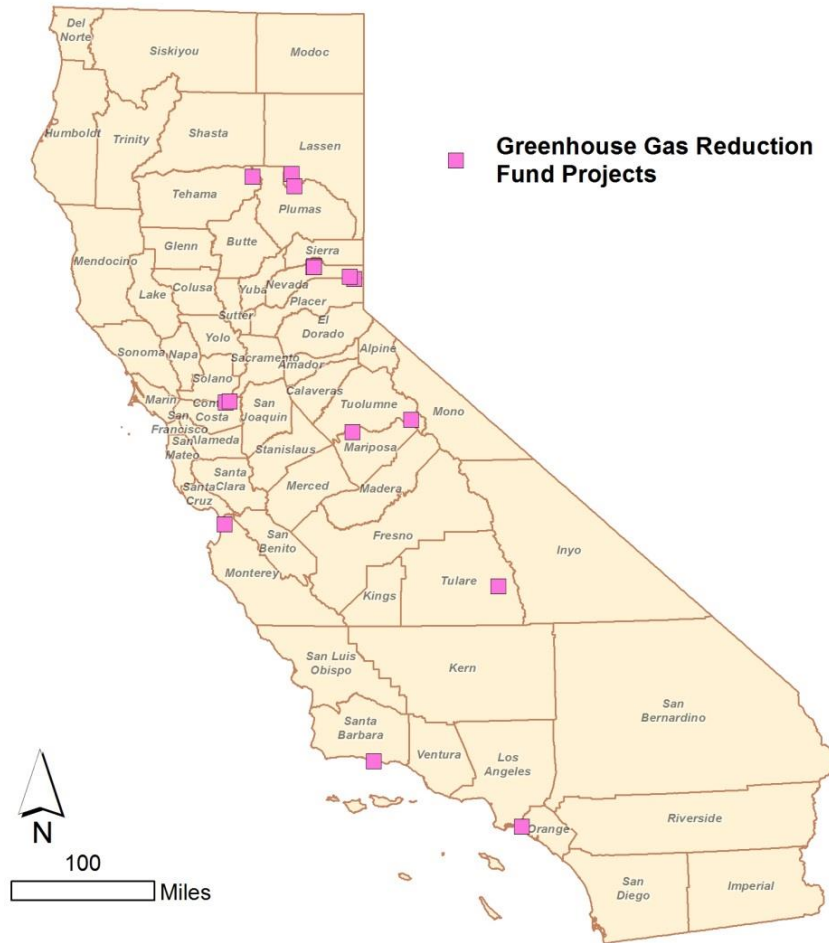 Del
Norte
Siskiyou
Modoc
Humboldt
Trinity
Shasta
Lassen
Greenhouse Gas Reduction
Fund Projects
Tehama
Plumas
Glenn
Butte
Sierra
Mendocino
Lake
Colusa
Yuba
Nevada
Placer
Sutter
El
Dorado
Yolo
Sonoma
Napa
Sacramento
Alpine
Amador
Solano
Calaveras
Marin
Costa
San
Joaquin
Tuolumne
Mono
San
Francisco
San
Mateo
Alameda
Stanislaus
Mariposa
Santa
Clara
Santa
Cruz
Merced
Madera
San
Benito
Fresno
Inyo
Monterey
Kings
Tulare
San Luis
Obispo
Kern
San
Bernardino
Santa
Barbara
Ventura
Los
Angeles
Orange
Riverside
San
Diego
Imperial
N
100
Miles